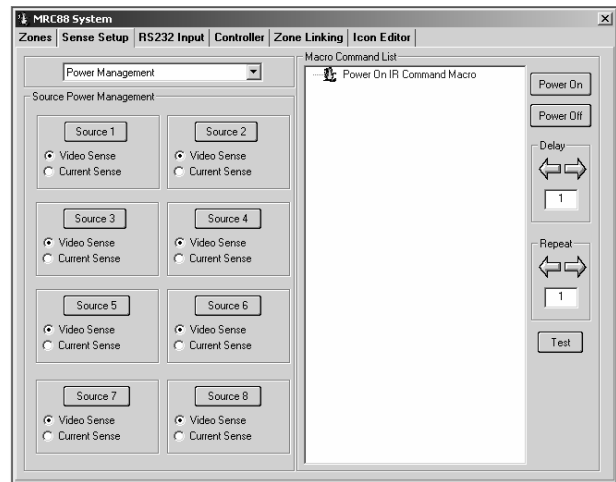 MRC88 System
Zones Sense Setup RS232 Input Controller Zone Linking Icon Editor
Power Management
Source Power Management
Source 1
Video Sense
Current Sense
Source 2
Video Sense
Current Sense
Source 3
Video Sense
Current Sense
Source 4
Video Sense
Current Sense
Source 5
Video Sense
Current Sense
Source 6
Video Sense
Current Sense
Source 7
Video Sense
Current Sense
Source 8
Video Sense
Current Sense
Macro Command List
Power On IR Command Macro
Power On
Power Off
Delay
1
Repeat
1
Test